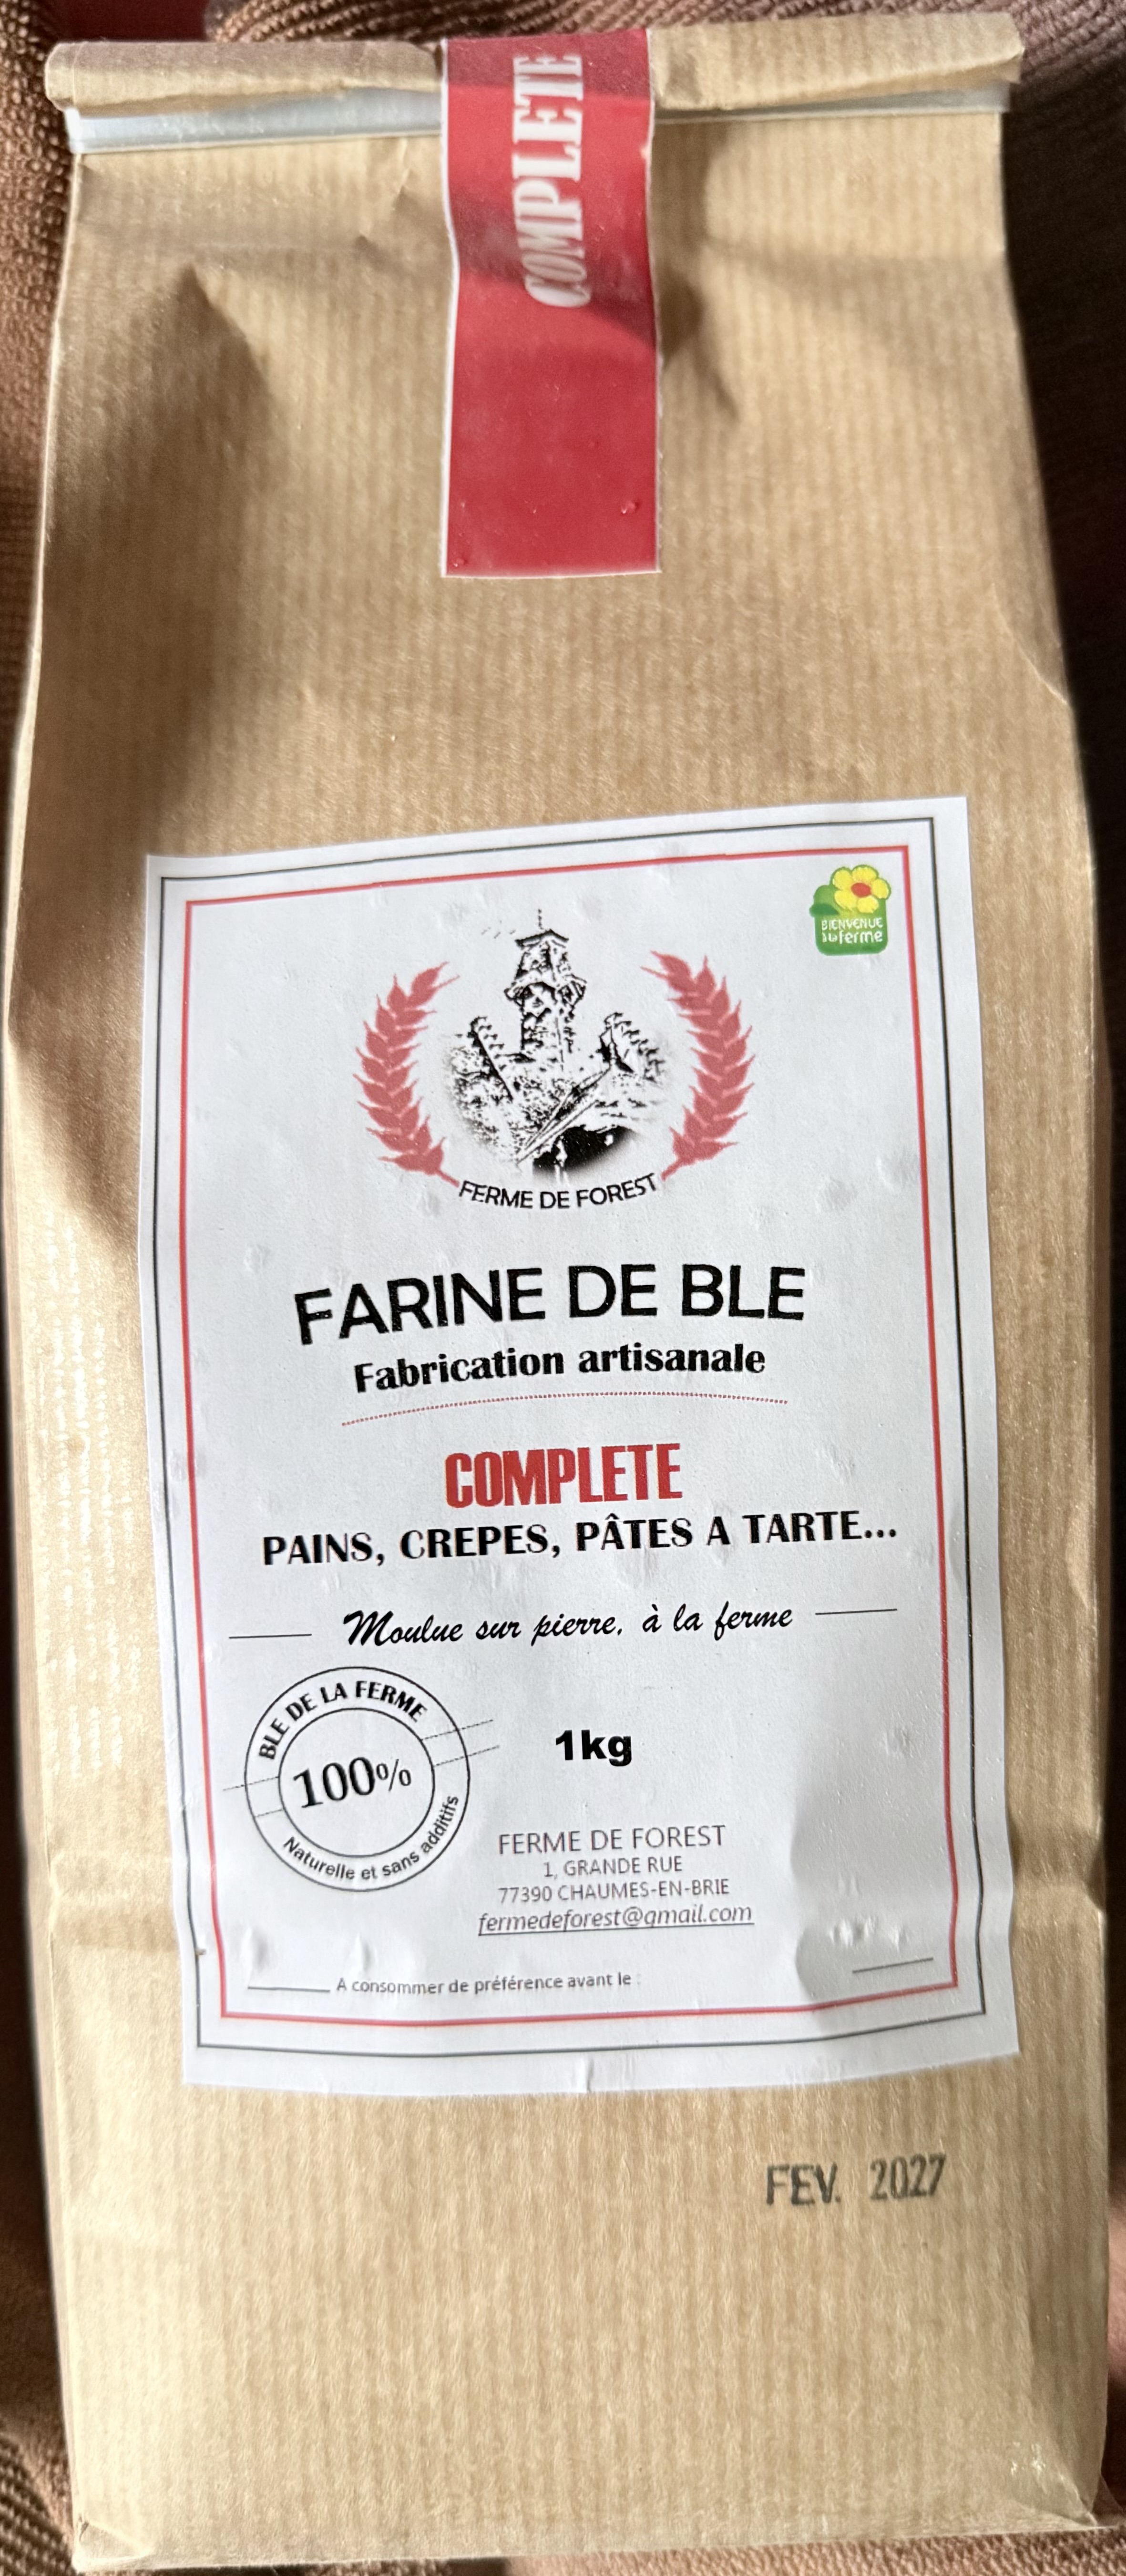 COMPLETE
BIENVENUE
à la ferme
FERME DE FOREST
FARINE DE BLE
Fabrication artisanale
COMPLETE
PAINS, CREPES, PÂTES A TARTE...
Moulue sur pierre, à la ferme
BLE DE LA FERME
100%
Naturelle et sans additifs
1kg
FERME DE FOREST
1, GRANDE RUE
77390 CHAUMES-EN-BRIE
fermedeforest@gmail.com
A consommer de préférence avant le :
FEV. 2027